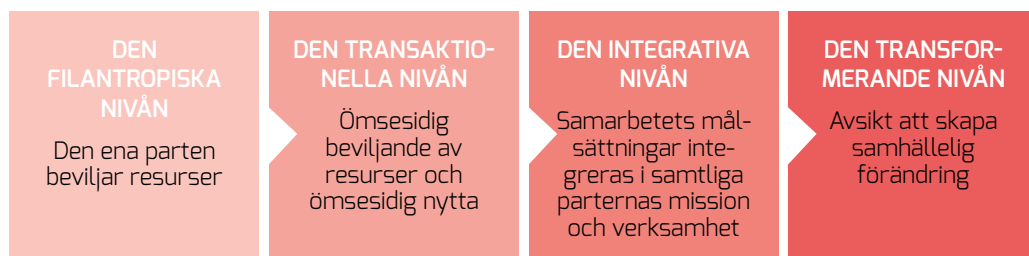 DEN
FILANTROPISKA
NIVÅN
Den ena parten
beviljar resurser
DEN TRANSAKTIO-
NELLA NIVÅN
Ömsesidig
beviljande av
resurser och
ömsesidig nytta
DEN INTEGRATIVA
NIVÅN
Samarbetets mål-
sättningar inte-
greras i samtliga
parternas mission
och verksamhet
DEN TRANSFOR-
MERANDE NIVÅN
Avsikt att skapa
samhällelig
förändring